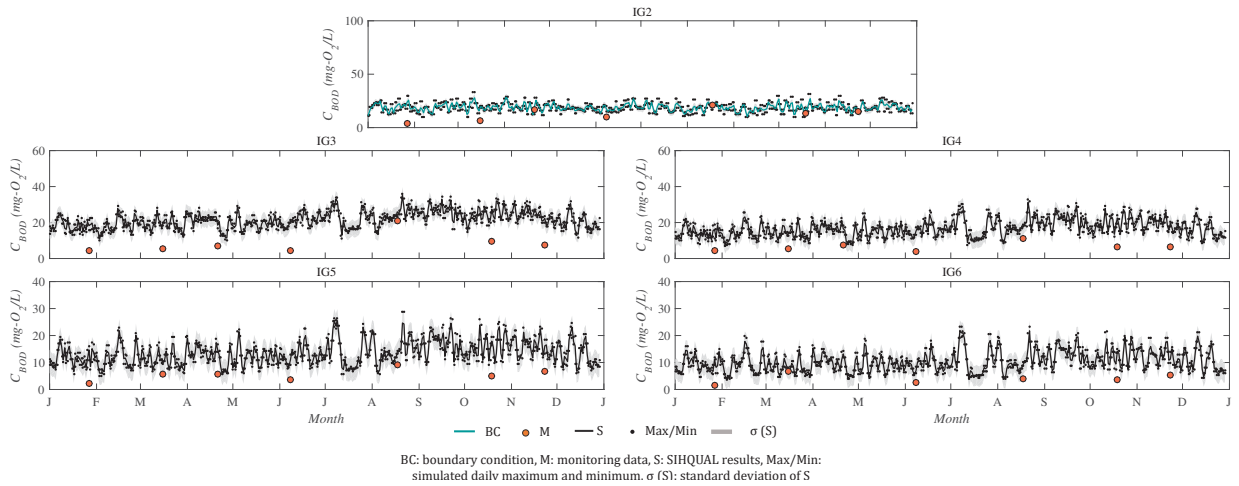 IG2
C_BOD (mg-O_2/L)
100
50
0
IG3
C_BOD (mg-O_2/L)
60
40
20
0
IG4
C_BOD (mg-O_2/L)
60
40
20
0
IG5
C_BOD (mg-O_2/L)
40
30
20
10
0
J F M A M J J A S O N D J
Month
IG6
C_BOD (mg-O_2/L)
40
30
20
10
0
J F M A M J J A S O N D J
Month
BC M S Max/Min σ (S)
BC: boundary condition, M: monitoring data, S: SIHQUAL results, Max/Min:
simulated daily maximum and minimum, σ (S): standard deviation of S